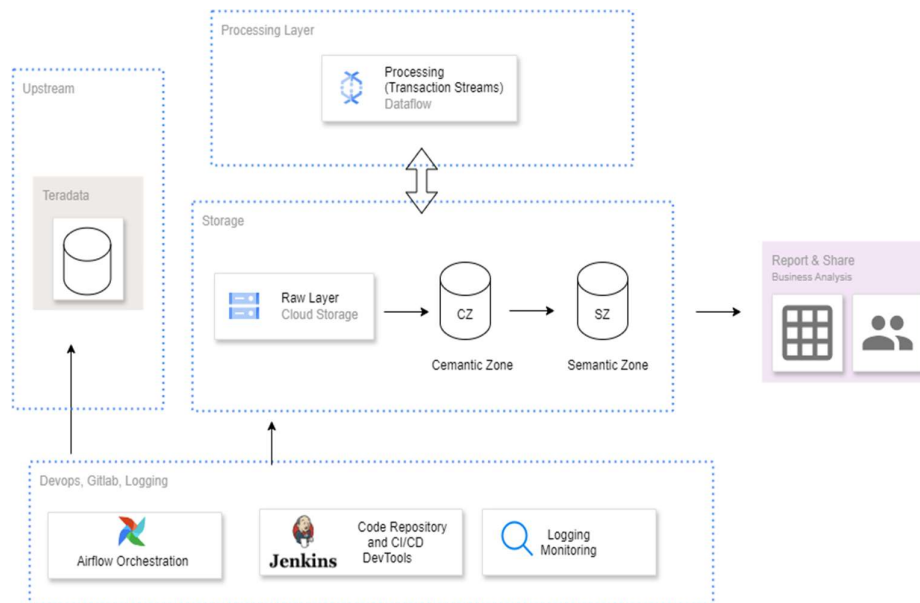 Processing Layer
Processing
(Transaction Streams)
Dataflow
Upstream
Teradata
Storage
Raw Layer
Cloud Storage
CZ
SZ
Cemantic Zone
Semantic Zone
Report & Share
Business Analysis
Devops, Gitlab, Logging
Airflow Orchestration
Jenkins
Code Repository
and CI/CD
DevTools
Logging
Monitoring